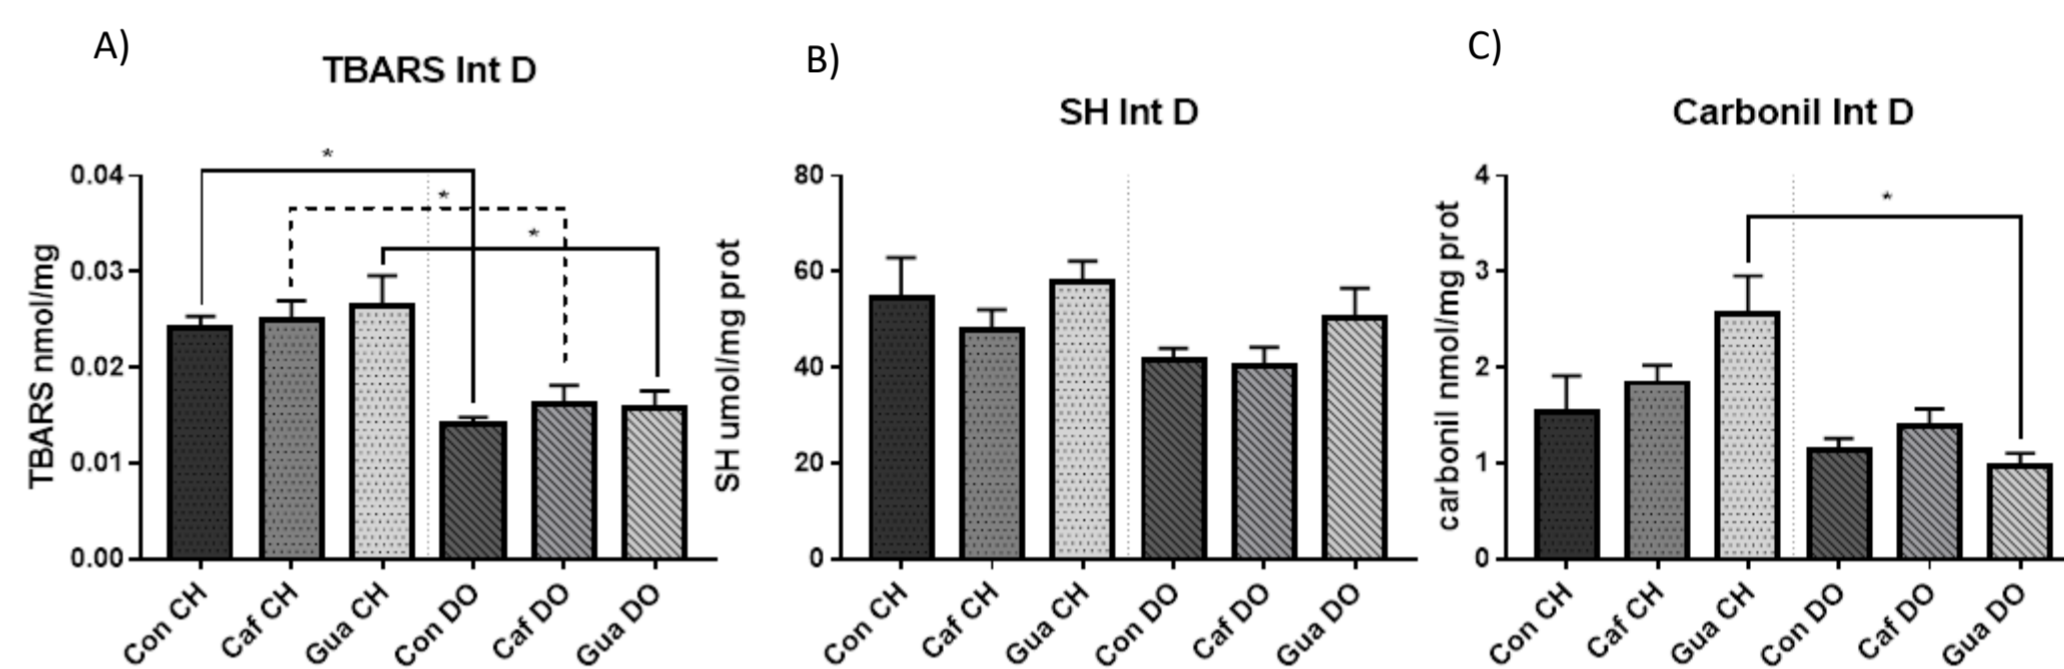 A)
TBARS Int D
TBARS nmol/mg
0.04
0.03
0.02
0.01
0.00
*
*
*
Con CH
Caf CH
Gua CH
Con DO
Caf DO
Gua DO
B)
SH Int D
SH umol/mg prot
80
60
40
20
0
Con CH
Caf CH
Gua CH
Con DO
Caf DO
Gua DO
C)
Carbonil Int D
carbonil nmol/mg prot
4
3
2
1
0
*
Con CH
Caf CH
Gua CH
Con DO
Caf DO
Gua DO